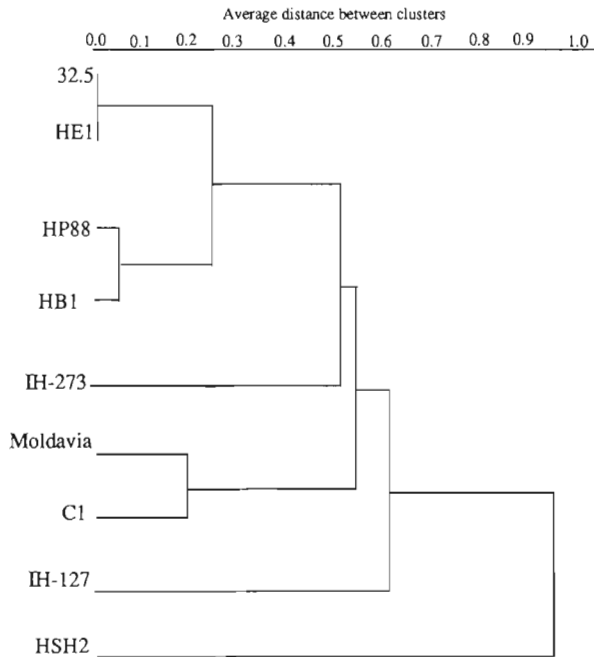 Average distance between clusters
0.0 0.1 0.2 0.3 0.4 0.5 0.6 0.7 0.8 0.9 1.0
32.5
HE1
HP88
HB1
IH-273
Moldavia
C1
IH-127
HSH2